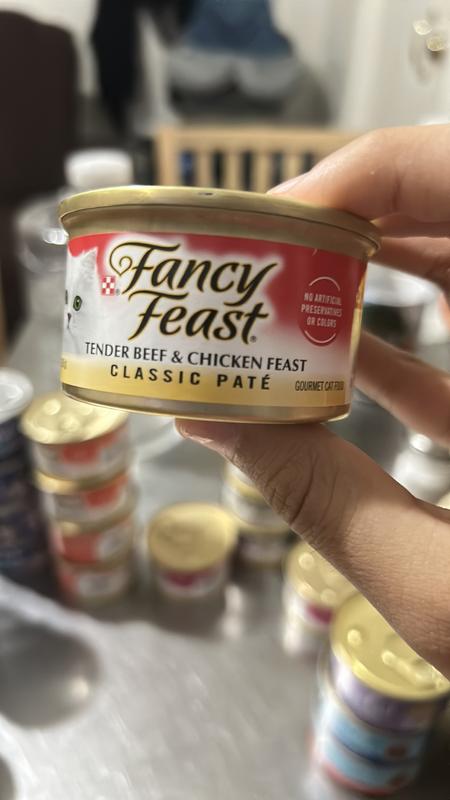 Fancy
Feast®
NO ARTIFICIAL
PRESERVATIVES
OR COLORS
TENDER BEEF & CHICKEN FEAST
CLASSIC PATÉ
GOURMET CAT FOOD